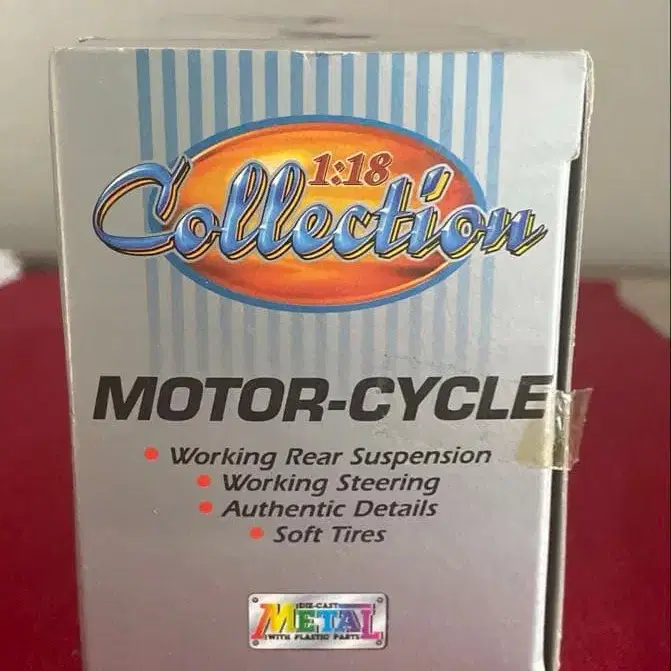 1:18
Collection
MOTOR-CYCLE
• Working Rear Suspension
• Working Steering
• Authentic Details
• Soft Tires
DIE-CAST
METAL
WITH PLASTIC PARTS